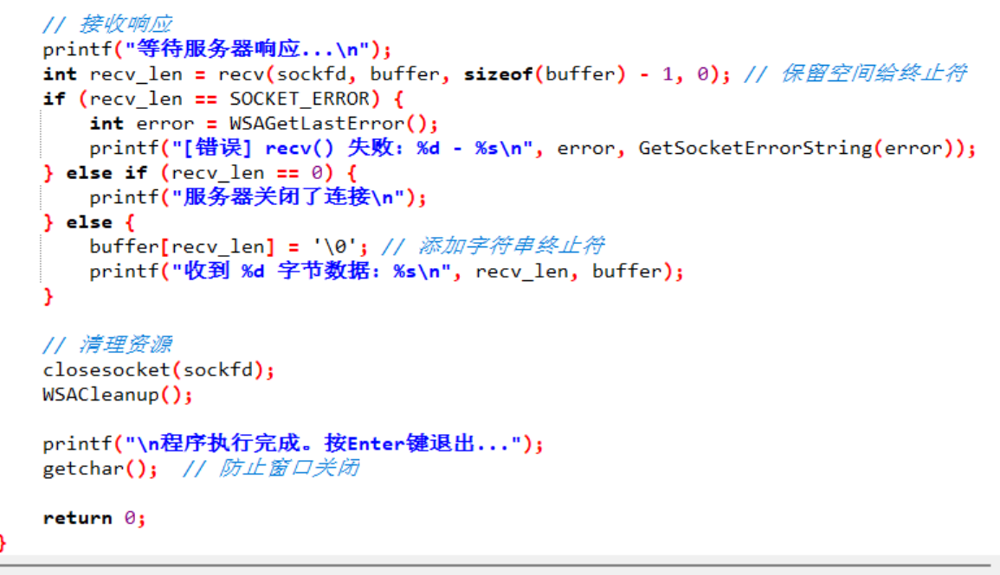 // 接收响应
printf("等待服务器响应...\n");
int recv_len = recv(sockfd, buffer, sizeof(buffer) - 1, 0); // 保留空间给终止符
if (recv_len == SOCKET_ERROR) {
int error = WSAGetLastError();
printf("[错误] recv() 失败: %d - %s\n", error, GetSocketErrorString(error));
} else if (recv_len == 0) {
printf("服务器关闭了连接\n");
} else {
buffer[recv_len] = '\0'; // 添加字符串终止符
printf("收到 %d 字节数据: %s\n", recv_len, buffer);
}
// 清理资源
closesocket(sockfd);
WSACleanup();
printf("\n程序执行完成。按Enter键退出...");
getchar(); // 防止窗口关闭
return 0;
}